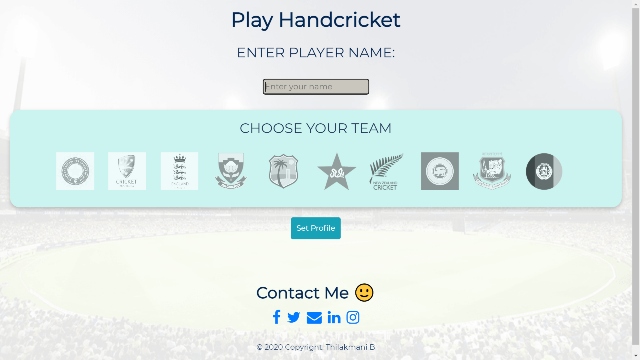 Play Handcricket
ENTER PLAYER NAME:
Enter your name
CHOOSE YOUR TEAM
CRICKET
CRICKET
Set Profile
Contact Me
© 2020 Copyright: Thilakmani B